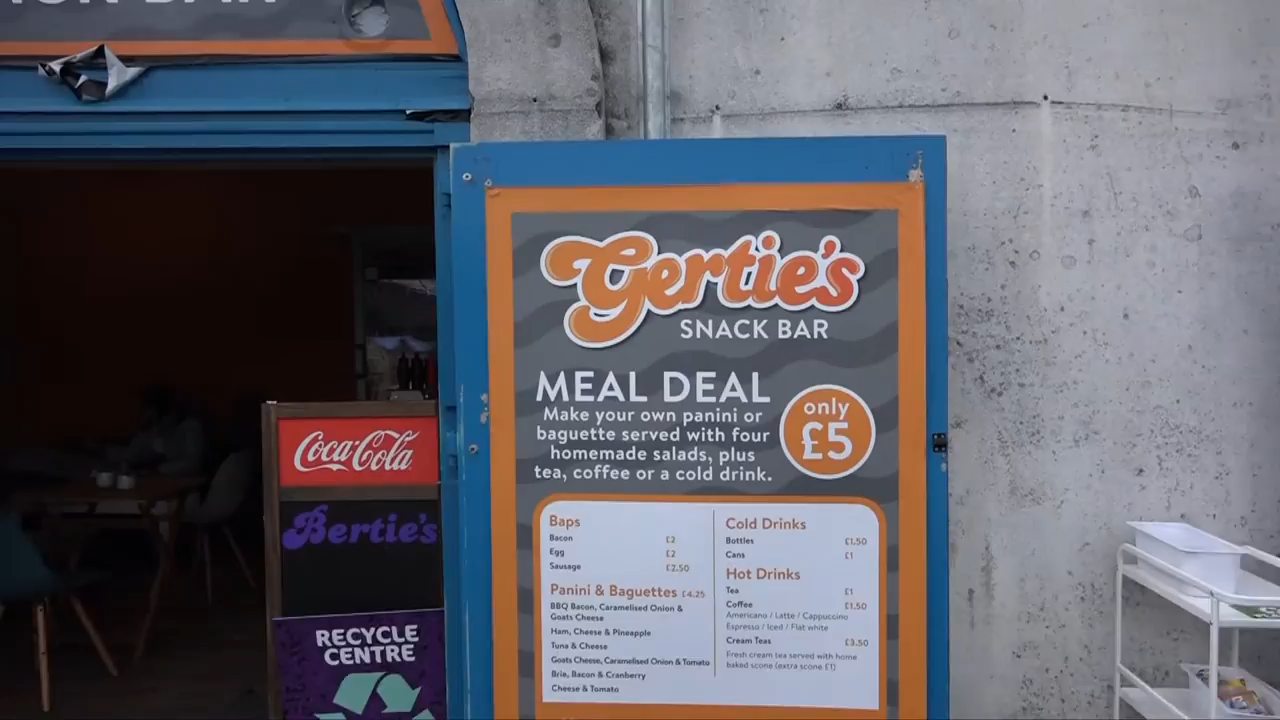 BAR
Gertie's
SNACK BAR
MEAL DEAL
Make your own panini or
baguette served with four
homemade salads, plus
tea, coffee or a cold drink.
only
£5
Baps
Bacon £2
Egg £2
Sausage £2.50
Panini & Baguettes £4.25
BBQ Bacon, Caramelised Onion &
Goats Cheese
Ham, Cheese & Pineapple
Tuna & Cheese
Goats Cheese, Caramelised Onion & Tomato
Bria, Bacon & Cranberry
Cheese & Tomato
Cold Drinks
Bottles £1.50
Cans £1
Hot Drinks
Tea £1
Coffee £1.50
Americano / Latte / Cappuccino
Espresso / Iced / Flat white
Cream Teas £3.50
Fresh cream tea served with home
baked scone (extra scone £1)
Coca-Cola
Bertie's
RECYCLE
CENTRE